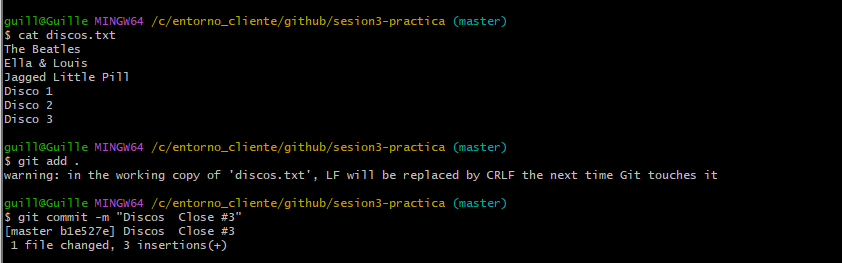 guill@Guille MINGW64 /c/entorno_cliente/github/sesion3-practica (master)
$ cat discos.txt
The Beatles
Ella & Louis
Jagged Little Pill
Disco 1
Disco 2
Disco 3
guill@Guille MINGW64 /c/entorno_cliente/github/sesion3-practica (master)
$ git add .
warning: in the working copy of 'discos.txt', LF will be replaced by CRLF the next time Git touches it
guill@Guille MINGW64 /c/entorno_cliente/github/sesion3-practica (master)
$ git commit -m "Discos  Close #3"
[master b1e527e] Discos  Close #3
 1 file changed, 3 insertions(+)